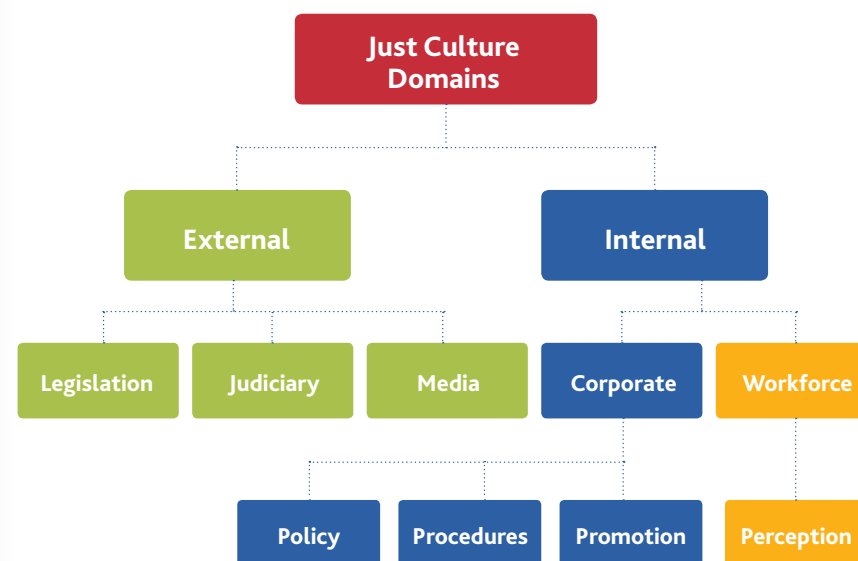 Just Culture
Domains
External
Internal
Legislation
Judiciary
Media
Corporate
Workforce
Policy
Procedures
Promotion
Perception